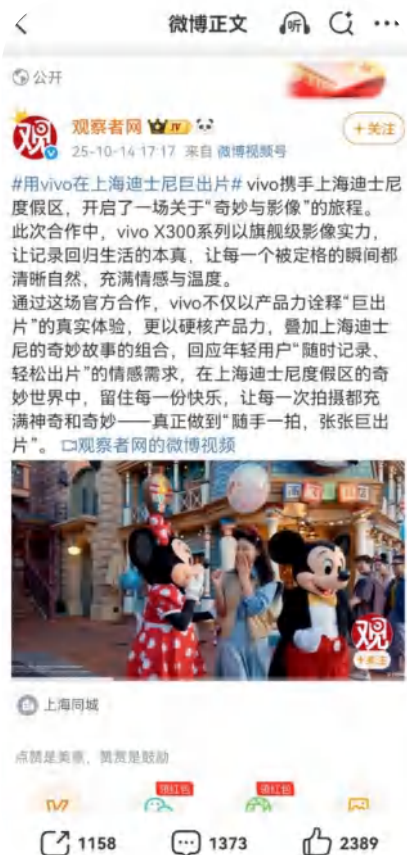 微博正文
听
公开
观察者网
IV
+关注
25-10-14 17:17 来自 微博视频号
#用vivo在上海迪士尼巨出片# vivo携手上海迪士尼
度假区，开启了一场关于“奇妙与影像”的旅程。
此次合作中，vivo X300系列以旗舰级影像实力，
让记录回归生活的本真，让每一个被定格的瞬间都
清晰自然，充满情感与温度。
通过这场官方合作，vivo不仅以产品力诠释“巨出
片”的真实体验，更以硬核产品力，叠加上海迪士
尼的奇妙故事的组合，回应年轻用户“随时记录、
轻松出片”的情感需求，在上海迪士尼度假区的奇
妙世界中，留住每一份快乐，让每一次拍摄都充
满神奇和奇妙——真正做到“随手一拍，张张巨出
片”。 观察者网的微博视频
观
+关注
上海同城
点赞是美意，赞赏是鼓励
领红包
领红包
1158
1373
2389